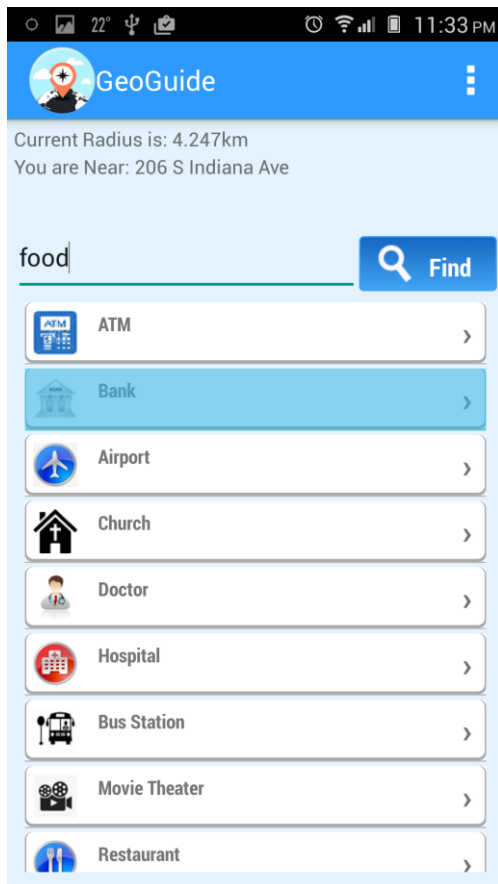 22° 11:33 PM
GeoGuide
Current Radius is: 4.247km
You are Near: 206 S Indiana Ave
food
Find
ATM
ATM
Bank
BANK
Airport
Church
Doctor
Hospital
Bus Station
Movie Theater
Restaurant